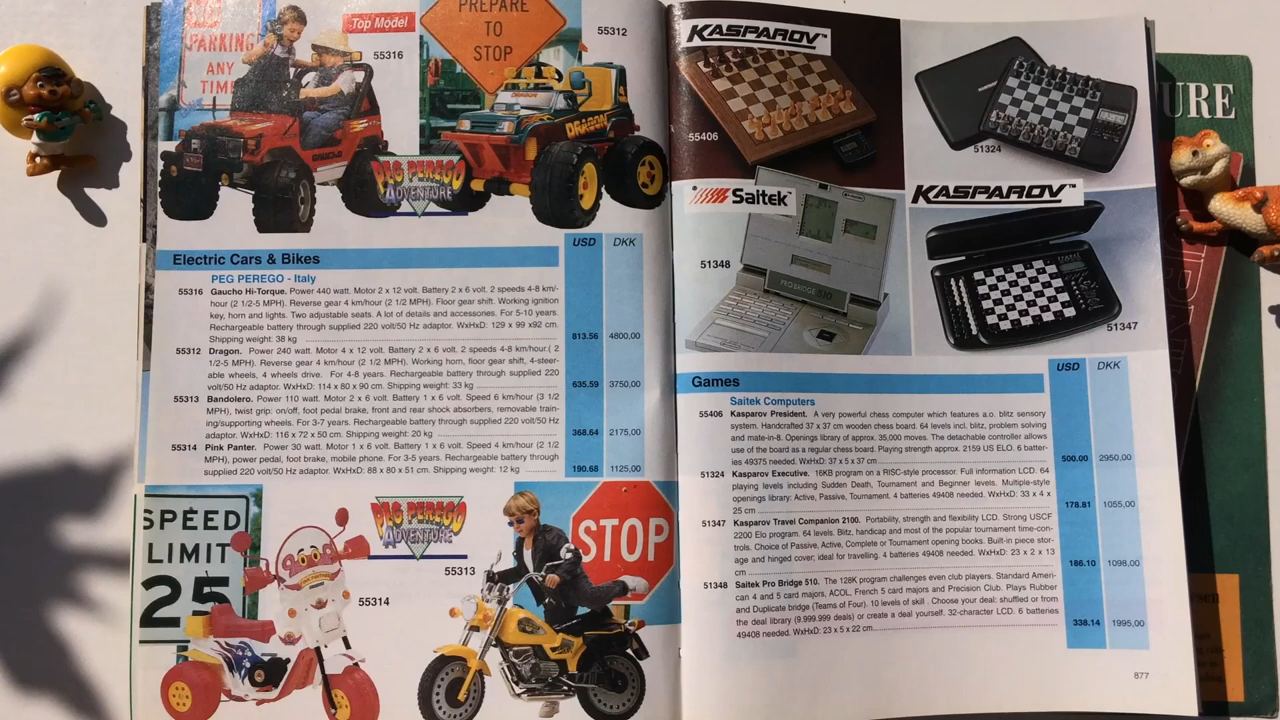 PARKING
ANY
TIME
Top Model
55316
PREPARE
TO
STOP
55312
DRAGON
DRAGON
GAUCHO
PEG PEREGO
ADVENTURE
USD DKK
Electric Cars & Bikes
PEG PEREGO - Italy
55316 Gaucho Hi-Torque. Power 440 watt. Motor 2 x 12 volt. Battery 2 x 6 volt. 2 speeds 4-8 km/-
hour (2 1/2-5 MPH). Reverse gear 4 km/hour (2 1/2 MPH). Floor gear shift. Working ignition
key, horn and lights. Two adjustable seats. A lot of details and accessories. For 5-10 years.
Rechargeable battery through supplied 220 volt/50 Hz adaptor. WxHxD: 129 x 99 x92 cm.
Shipping weight: 38 kg 813.56 4800,00
55312 Dragon. Power 240 watt. Motor 4 x 12 volt. Battery 2 x 6 volt. 2 speeds 4-8 km/hour.( 2
1/2-5 MPH). Reverse gear 4 km/hour (2 1/2 MPH). Working horn, floor gear shift, 4-steer-
able wheels, 4 wheels drive. For 4-8 years. Rechargeable battery through supplied 220
volt/50 Hz adaptor. WxHxD: 114 x 80 x 90 cm. Shipping weight: 33 kg 635.59 3750,00
55313 Bandolero. Power 110 watt. Motor 2 x 6 volt. Battery 1 x 6 volt. Speed 6 km/hour (3 1/2
MPH), twist grip: on/off, foot pedal brake, front and rear shock absorbers, removable train-
ing/supporting wheels. For 3-7 years. Rechargeable battery through supplied 220 volt/50 Hz
adaptor. WxHxD: 116 x 72 x 50 cm. Shipping weight: 20 kg 368.64 2175,00
55314 Pink Panter. Power 30 watt. Motor 1 x 6 volt. Battery 1 x 6 volt. Speed 4 km/hour (2 1/2
MPH), power pedal, foot brake, mobile phone. For 3-5 years. Rechargeable battery through
supplied 220 volt/50 Hz adaptor. WxHxD: 88 x 80 x 51 cm. Shipping weight: 12 kg 190.68 1125,00
SPEED
LIMIT
25
PEG PEREGO
ADVENTURE
55314
55313
STOP
KASPAROV™
55406
51324
Saitek
51348
PRO BRIDGE 510
KASPAROV™
51347
USD DKK
Games
Saitek Computers
55406 Kasparov President. A very powerful chess computer which features a.o. blitz sensory
system. Handcrafted 37 x 37 cm wooden chess board. 64 levels incl. blitz, problem solving
and mate-in-8. Openings library of approx. 35,000 moves. The detachable controller allows
use of the board as a regular chess board. Playing strength approx. 2159 US ELO. 6 batter-
ies 49375 needed. WxHxD: 37 x 5 x 37 cm 500.00 2950,00
51324 Kasparov Executive. 16KB program on a RISC-style processor. Full information LCD. 64
playing levels including Sudden Death, Tournament and Beginner levels. Multiple-style
openings library: Active, Passive, Tournament. 4 batteries 49408 needed. WxHxD: 33 x 4 x
25 cm 178.81 1055,00
51347 Kasparov Travel Companion 2100. Portability, strength and flexibility LCD. Strong USCF
2200 Elo program. 64 levels. Blitz, handicap and most of the popular tournament time-con-
trols. Choice of Passive, Active, Complete or Tournament opening books. Built-in piece stor-
age and hinged cover; ideal for travelling. 4 batteries 49408 needed. WxHxD: 23 x 2 x 13
cm 186.10 1098,00
51348 Saitek Pro Bridge 510. The 128K program challenges even club players. Standard Ameri-
can 4 and 5 card majors, ACOL, French 5 card majors and Precision Club. Plays Rubber
and Duplicate bridge (Teams of Four). 10 levels of skill . Choose your deal: shuffled or from
the deal library (9.999.999 deals) or create a deal yourself. 32-character LCD. 6 batteries
49408 needed. WxHxD: 23 x 5 x 22 cm 338.14 1995,00
877
URE